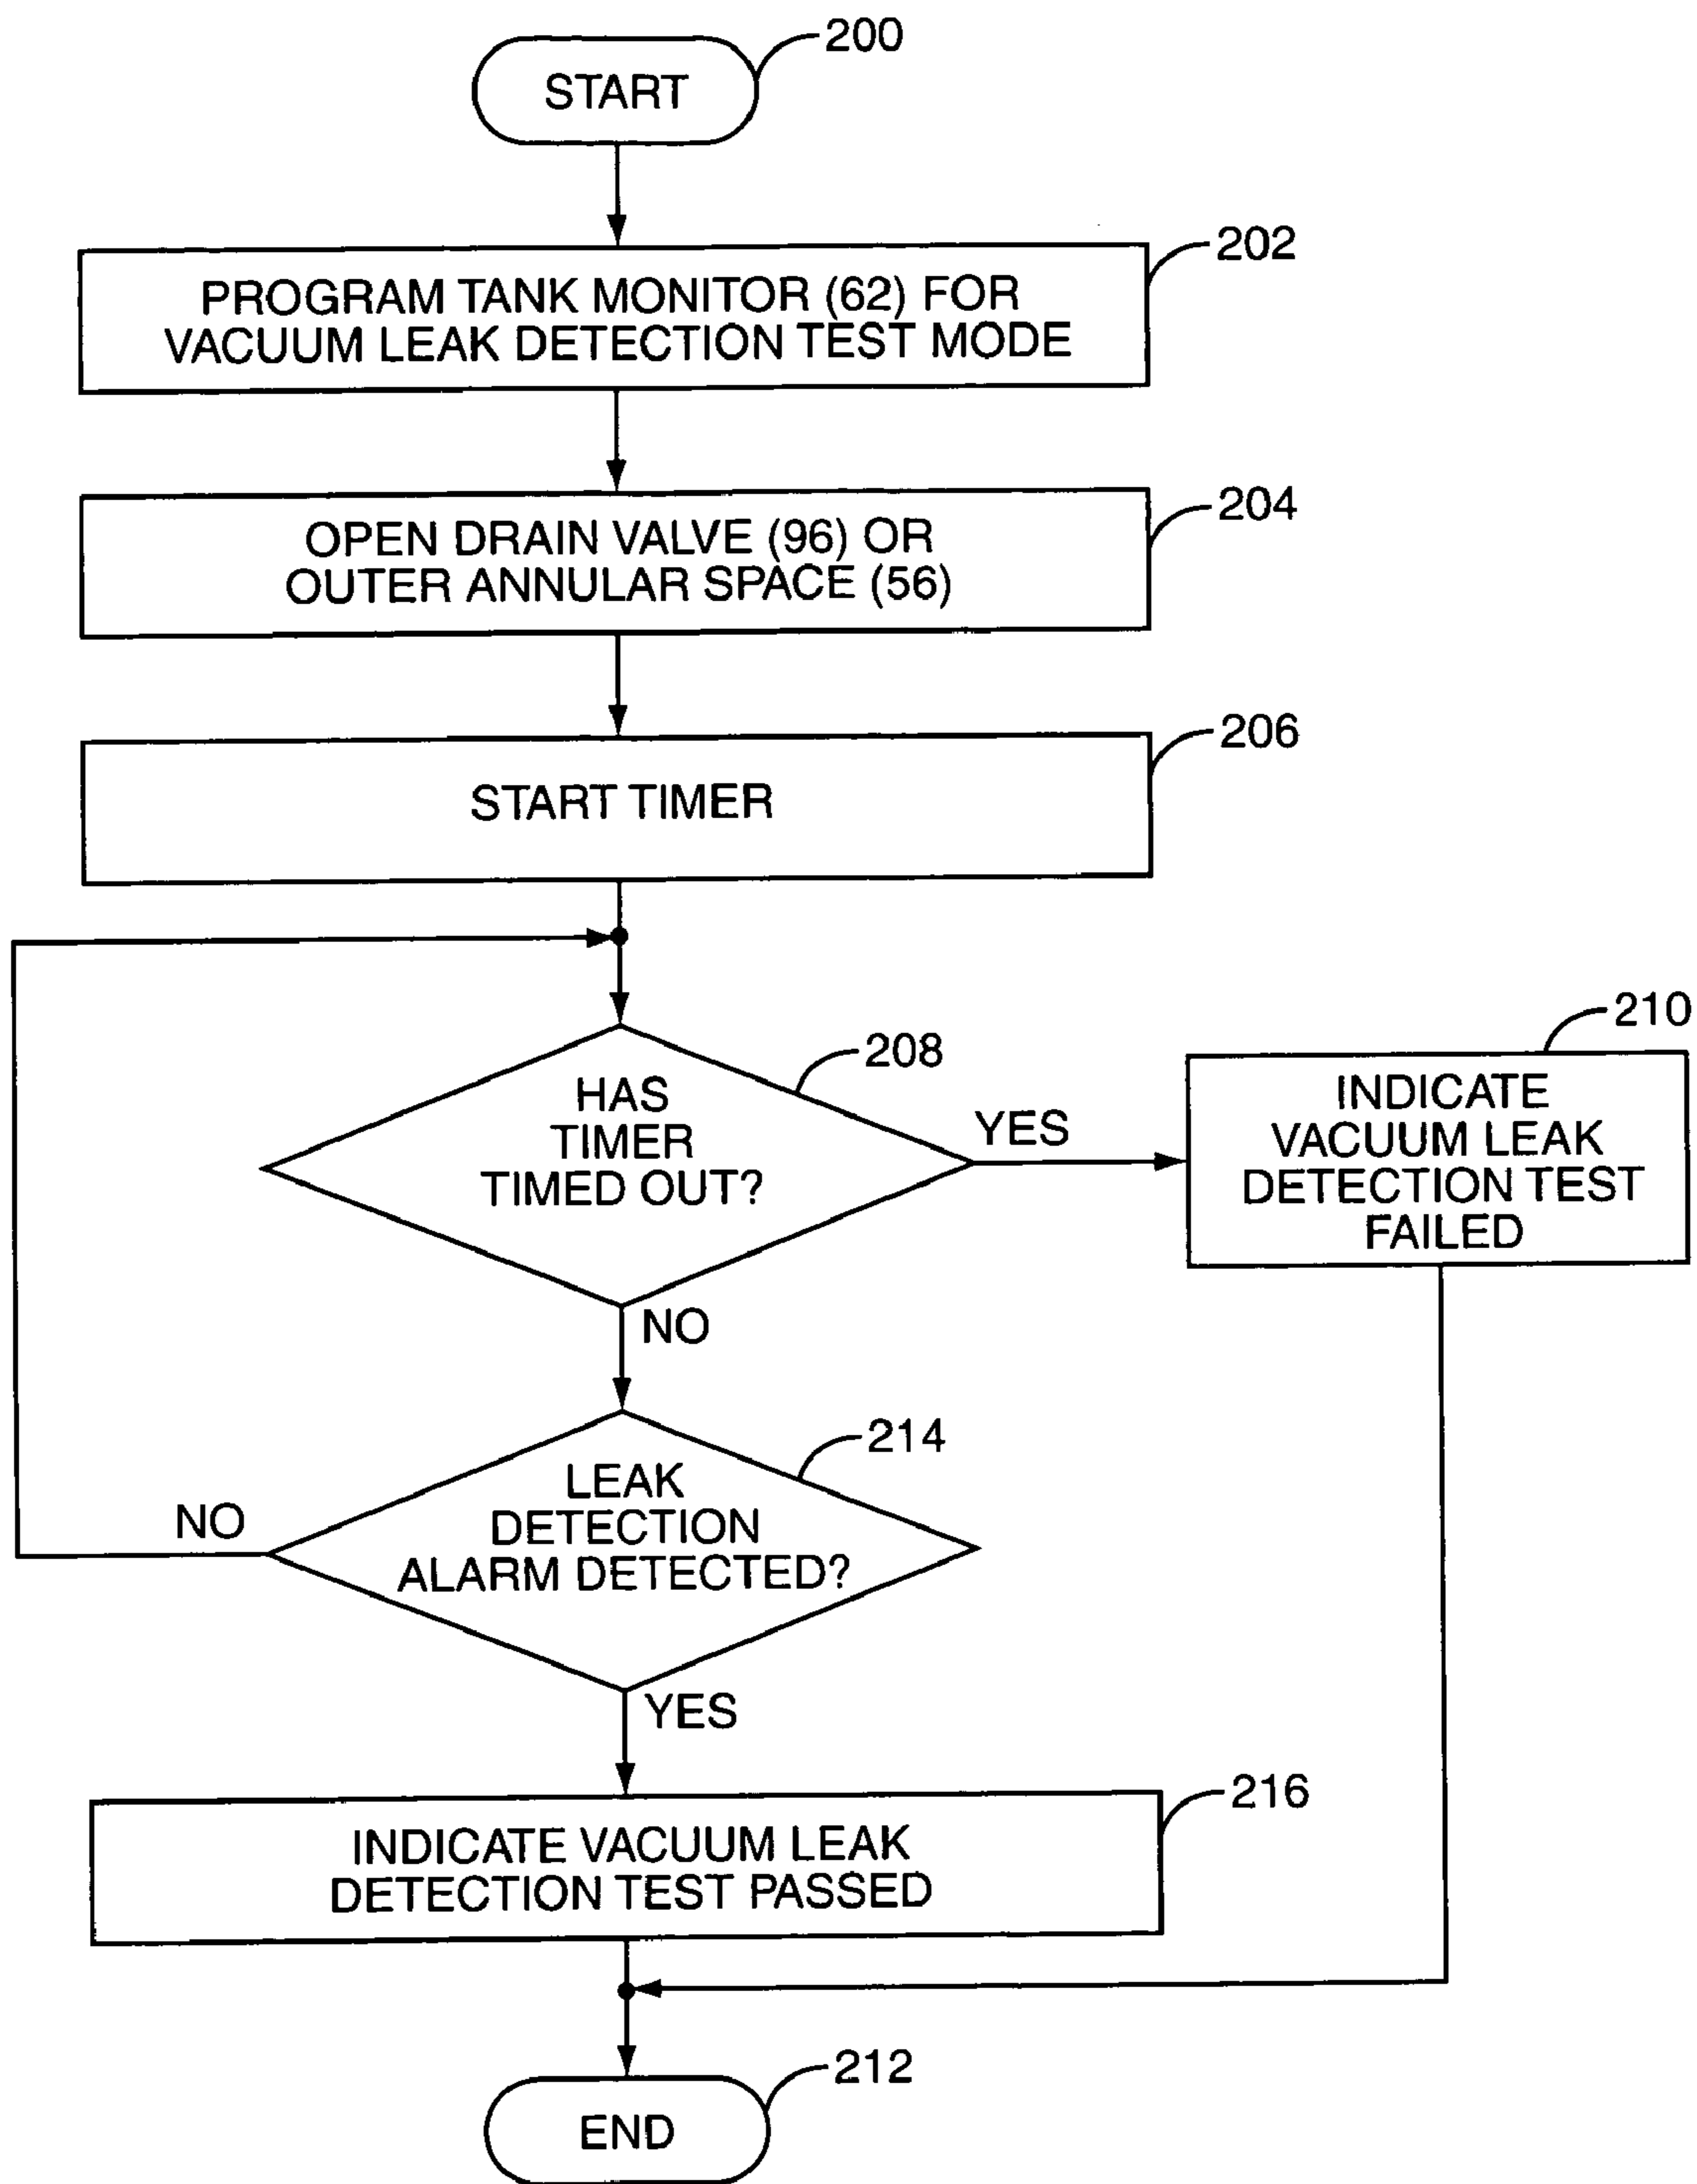 200
START
202
PROGRAM TANK MONITOR (62) FOR
VACUUM LEAK DETECTION TEST MODE
204
OPEN DRAIN VALVE (96) OR
OUTER ANNULAR SPACE (56)
206
START TIMER
208
HAS
TIMER
TIMED OUT?
YES
210
INDICATE
VACUUM LEAK
DETECTION TEST
FAILED
NO
214
LEAK
DETECTION
ALARM DETECTED?
NO
YES
216
INDICATE VACUUM LEAK
DETECTION TEST PASSED
212
END